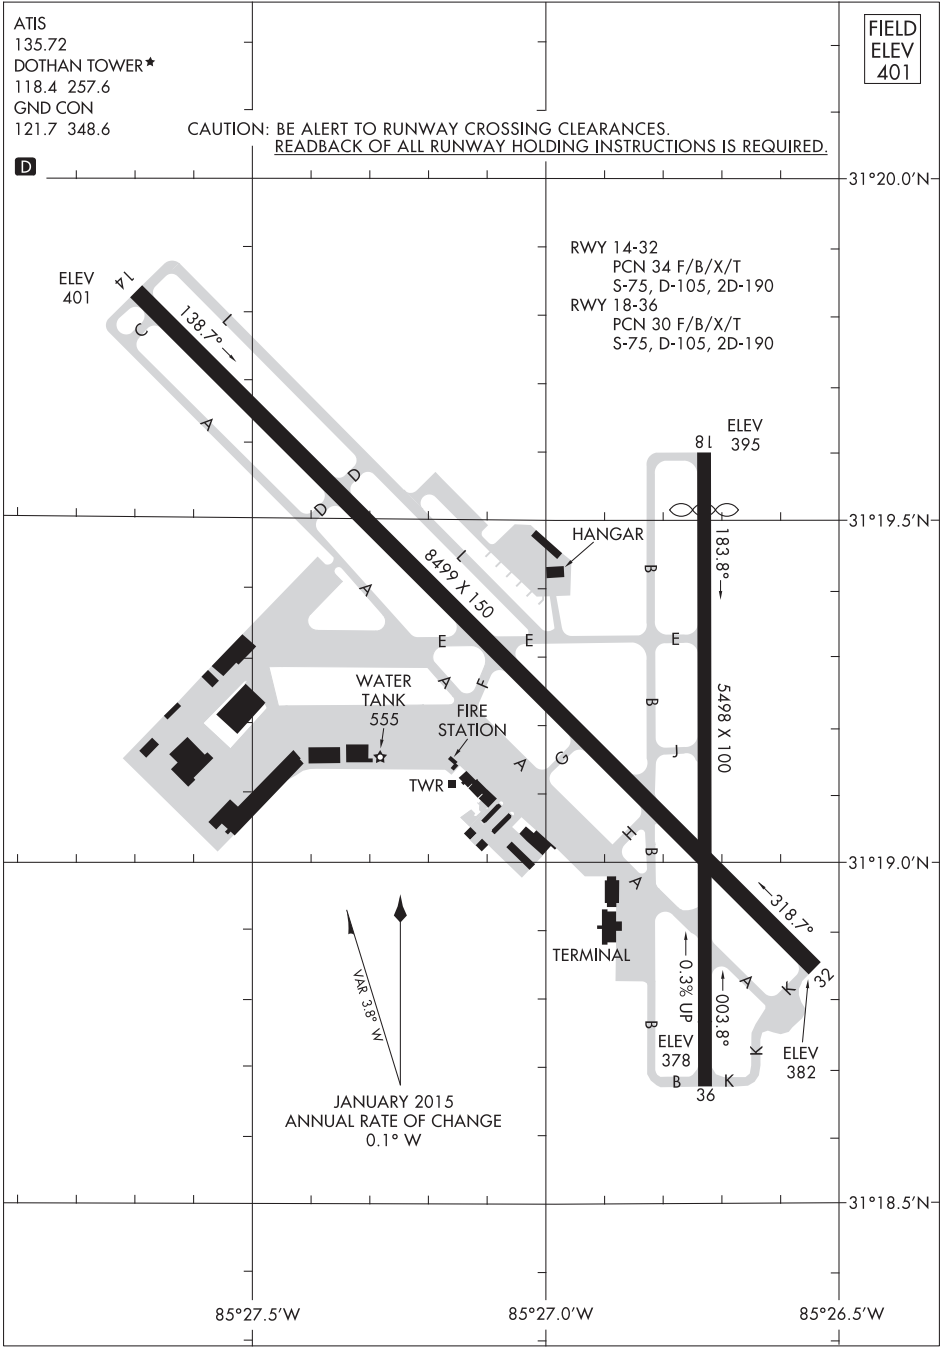 ATIS
135.72
DOTHAN TOWER★
118.4 257.6
GND CON
121.7 348.6
D
FIELD
ELEV
401
CAUTION: BE ALERT TO RUNWAY CROSSING CLEARANCES.
READBACK OF ALL RUNWAY HOLDING INSTRUCTIONS IS REQUIRED.
31°20.0'N
RWY 14-32
PCN 34 F/B/X/T
S-75, D-105, 2D-190
RWY 18-36
PCN 30 F/B/X/T
S-75, D-105, 2D-190
ELEV
401
14
C
138.7°
L
A
D
D
ELEV
395
18
31°19.5'N
HANGAR
183.8°
L
8499 X 150
B
A
E
E
E
A
F
WATER
TANK
555
FIRE
STATION
B
5498 X 100
J
G
A
TWR
H
B
31°19.0'N
A
318.7°
TERMINAL
0.3% UP
003.8°
A
K
32
VAR 3.8° W
B
ELEV
378
K
ELEV
382
B
K
36
JANUARY 2015
ANNUAL RATE OF CHANGE
0.1° W
31°18.5'N
85°27.5'W
85°27.0'W
85°26.5'W